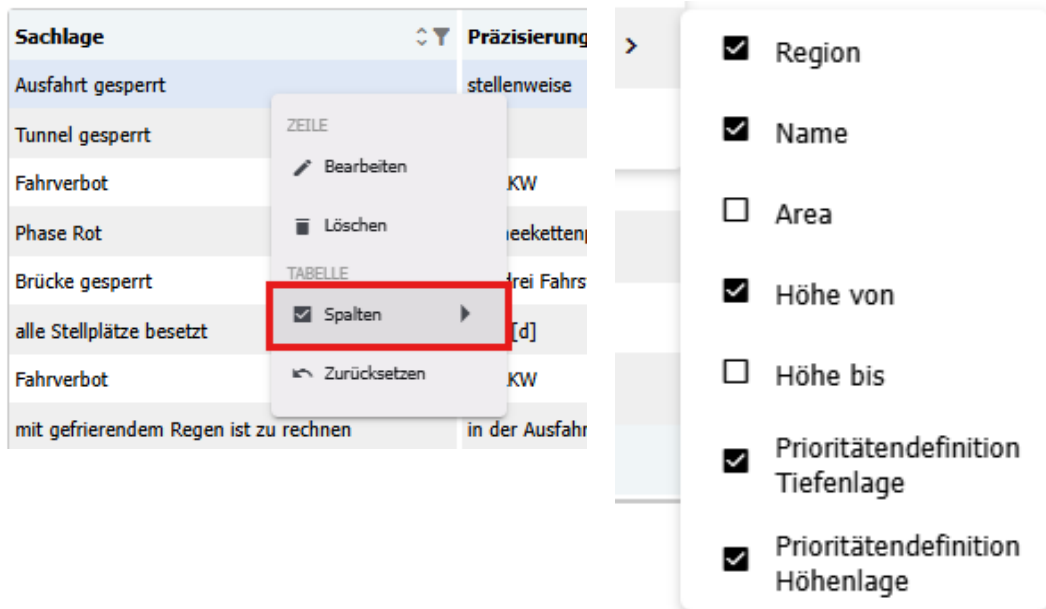 Sachlage
Präzisierung
Ausfahrt gesperrt
stellenweise
Tunnel gesperrt
Fahrverbot
KW
Phase Rot
Brücke gesperrt
drei Fahrs
alle Stellplätze besetzt
[d]
Fahrverbot
KW
mit gefrierendem Regen ist zu rechnen
in der Ausfahr
ZEILE
Bearbeiten
Löschen
TABELLE
Spalten
Zurücksetzen
Region
Name
Area
Höhe von
Höhe bis
Prioritätendefinition
Tiefenlage
Prioritätendefinition
Höhenlage